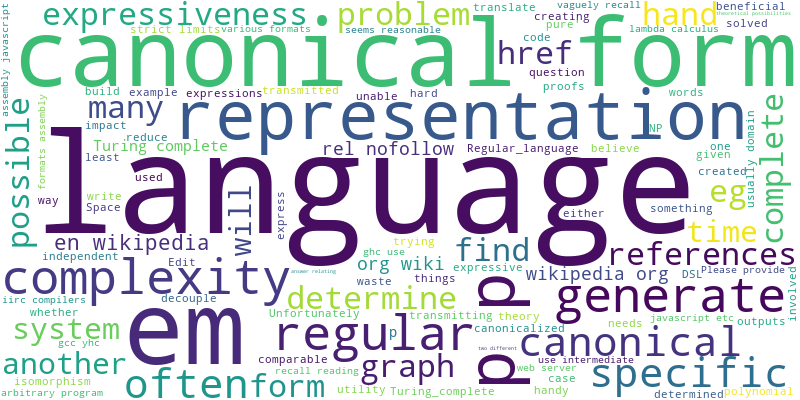 assembly javascript
expressiveness
strict limits
various formats
problem
seems reasonable
translate
vaguely recall
creating
pure
hand
code
lambda calculus
beneficial
theoretical possibilities
solved
canonical form
href
question
proofs
words
many
build
example
expressions
transmitted
unable
hard
representation
possible
formats assembly
impact
reduce
least
Turing complete
used
way
write
Space
rel nofollow
Regular_language
believe
NP
one
given
created
usually domain
complete
language
eg
time
will
express
either
something
en wikipedia
independent
Edit
decouple
trying
ghc use
org wiki
expressive
things
waste
answer relating
find
references
wikipedia org
DSL
Please provide
involved
complexity
iirc compilers
whether
system
gcc yhc
em
determine
Unfortunately
transmitting
theory
p
canonicalized
p p
generate
needs
javascript etc
outputs
regular
comparable
recall reading
two different
canonical
use intermediate
web server
case
another
isomorphism
arbitrary program
often
form
graph
utility
Turing_complete
handy
specific
determined
polynomial